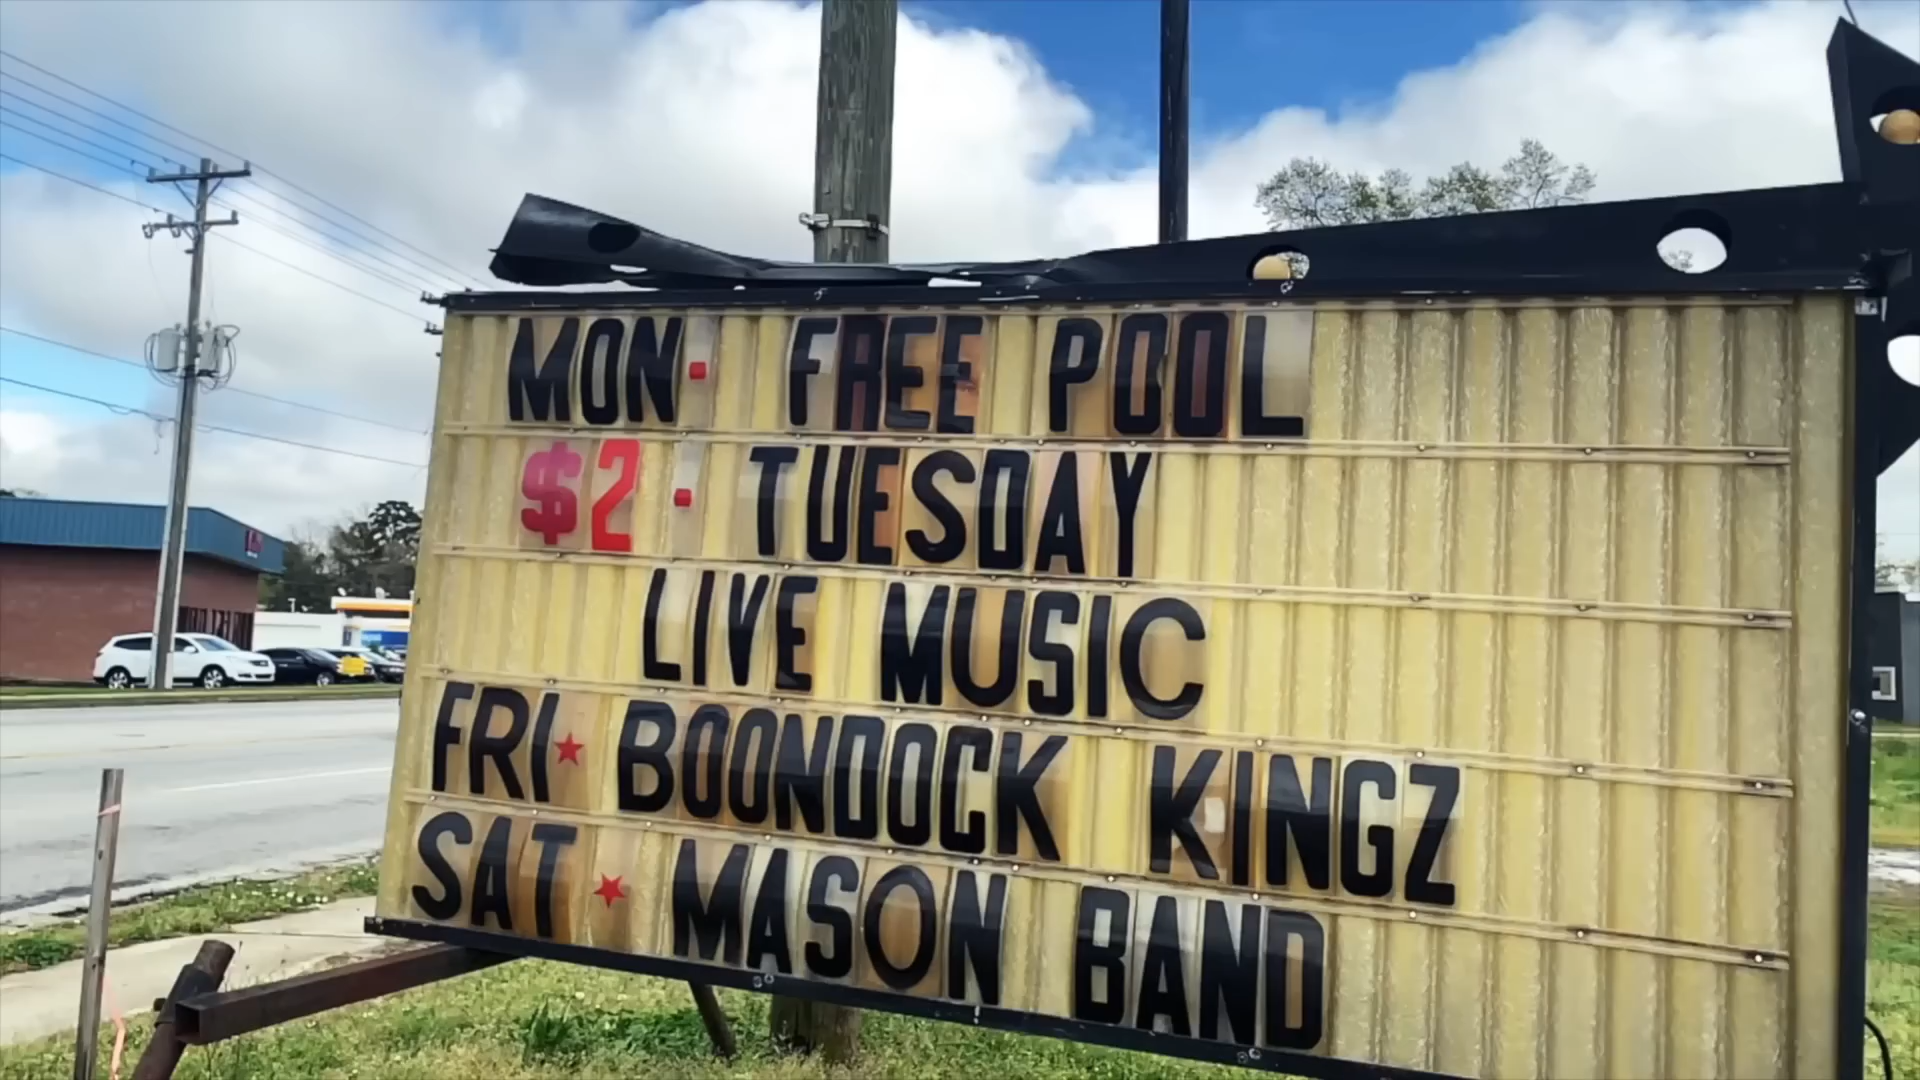 MON· FREE POOL
$2· TUESDAY
LIVE MUSIC
FRI★ BOONDOCK KINGZ
SAT★ MASON BAND